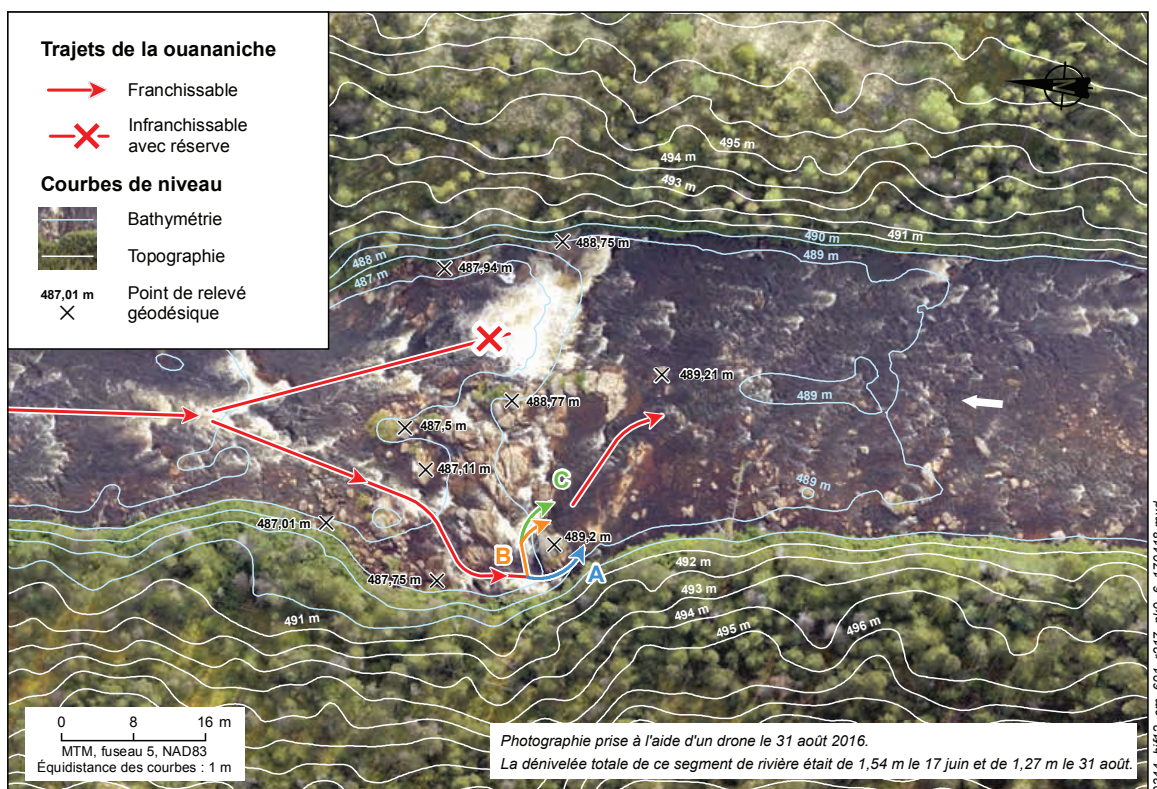 Trajets de la ouananiche
Franchissable
Infranchissable
avec réserve
Courbes de niveau
Bathymétrie
Topographie
487,01 m
Point de relevé
géodésique
495 m
494 m
493 m
491 m
490 m
489 m
488 m
487 m
488,75 m
487,94 m
489,21 m
489 m
488,77 m
487,5 m
487,11 m
489 m
C
487,01 m
489,2 m
B
A
487,75 m
492 m
493 m
494 m
495 m
496 m
491 m
0 8 16 m
MTM, fuseau 5, NAD83
Équidistance des courbes : 1 m
Photographie prise à l'aide d'un drone le 31 août 2016.
La dénivelée totale de ce segment de rivière était de 1,54 m le 17 juin et de 1,27 m le 31 août.